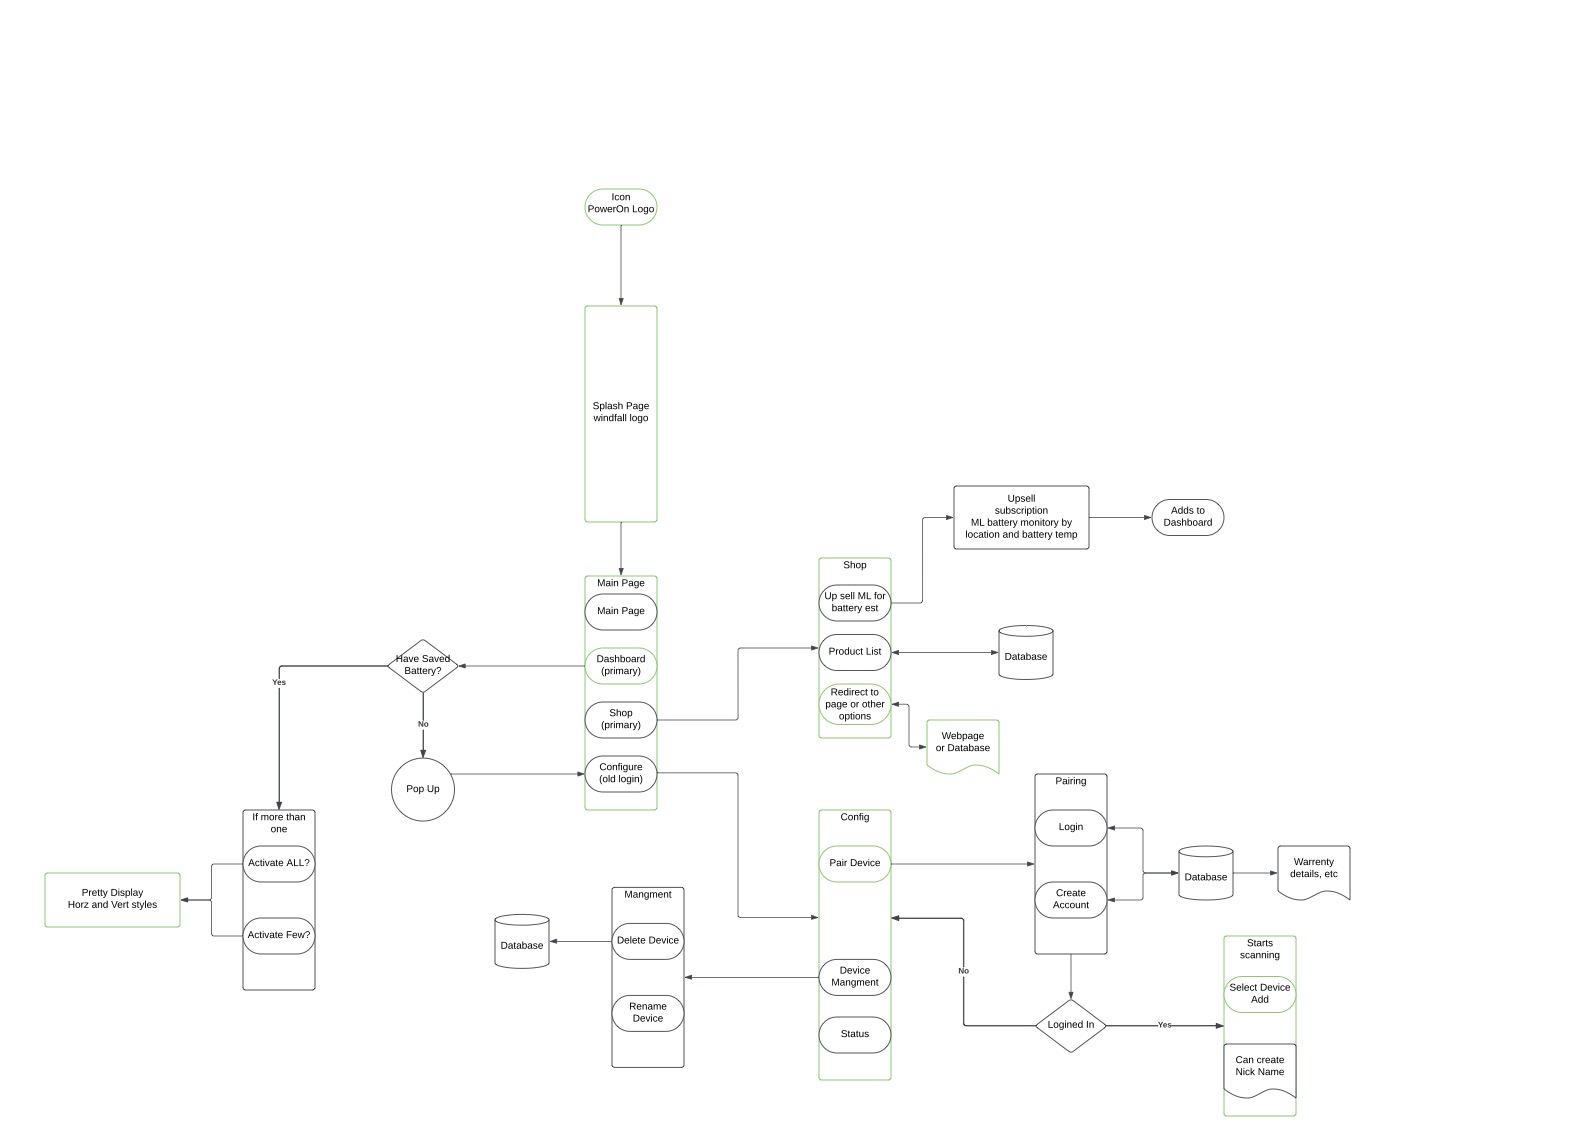 Icon
PowerOn Logo
Splash Page
windfall logo
Upsell
subscription
ML battery monitory by
location and battery temp
Adds to
Dashboard
Main Page
Main Page
Dashboard
(primary)
Shop
(primary)
Configure
(old login)
Shop
Up sell ML for
battery est
Product List
Redirect to
page or other
options
Database
Webpage
or Database
Have Saved
Battery?
Yes
No
Pop Up
If more than
one
Activate ALL?
Activate Few?
Pretty Display
Horz and Vert styles
Config
Pair Device
Device
Mangment
Status
Mangment
Delete Device
Rename
Device
Database
Pairing
Login
Create
Account
Database
Warrenty
details, etc
Logined In
No
Yes
Starts
scanning
Select Device
Add
Can create
Nick Name